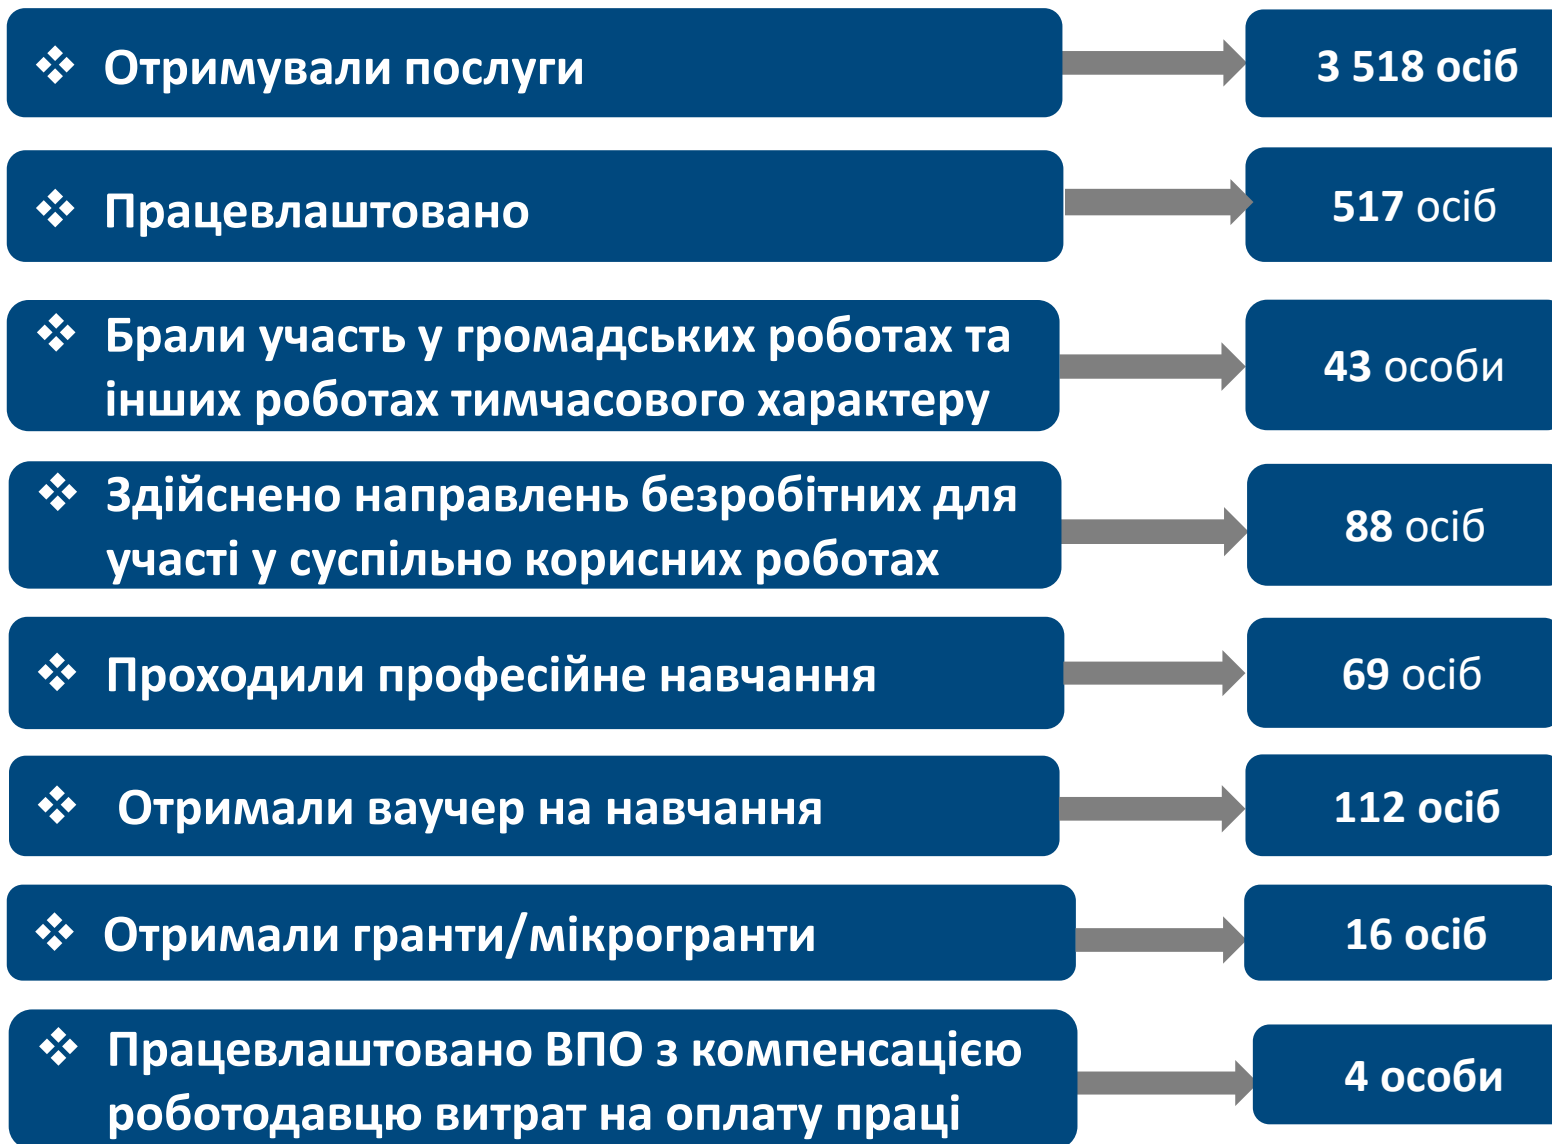 ❖ Отримували послуги
3 518 осіб
❖ Працевлаштовано
517 осіб
❖ Брали участь у громадських роботах та
інших роботах тимчасового характеру
43 особи
❖ Здійснено направлень безробітних для
участі у суспільно корисних роботах
88 осіб
❖ Проходили професійне навчання
69 осіб
❖ Отримали ваучер на навчання
112 осіб
❖ Отримали гранти/мікрогранти
16 осіб
❖ Працевлаштовано ВПО з компенсацією
роботодавцю витрат на оплату праці
4 особи